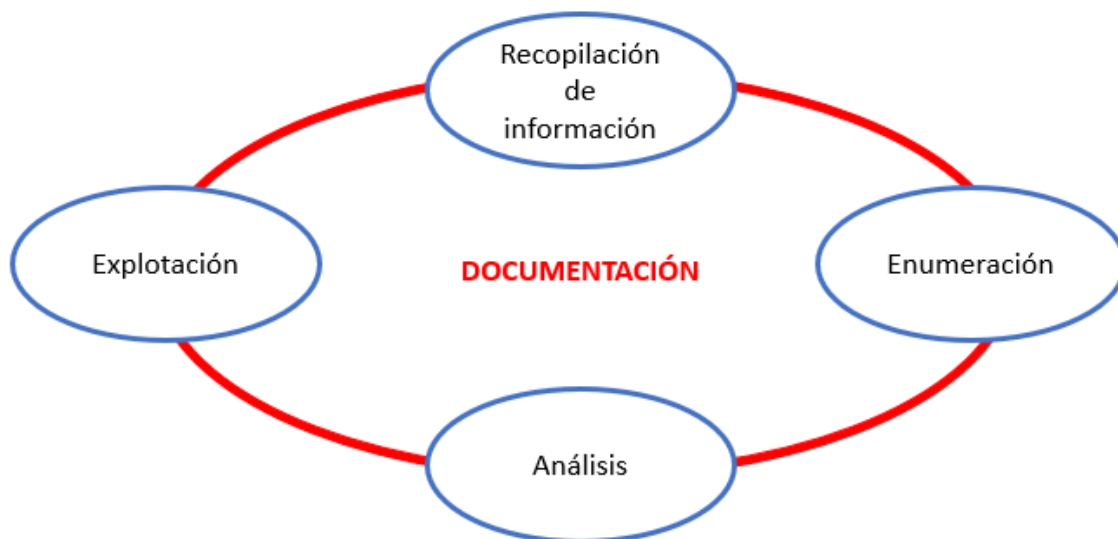 Recopilación
de
información
Explotación
DOCUMENTACIÓN
Enumeración
Análisis